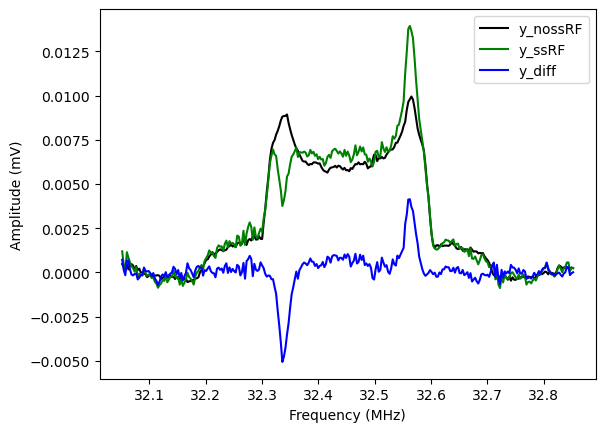 y_nossRF
y_ssRF
y_diff
0.0125
0.0100
0.0075
0.0050
0.0025
0.0000
−0.0025
−0.0050
Amplitude (mV)
32.1 32.2 32.3 32.4 32.5 32.6 32.7 32.8
Frequency (MHz)